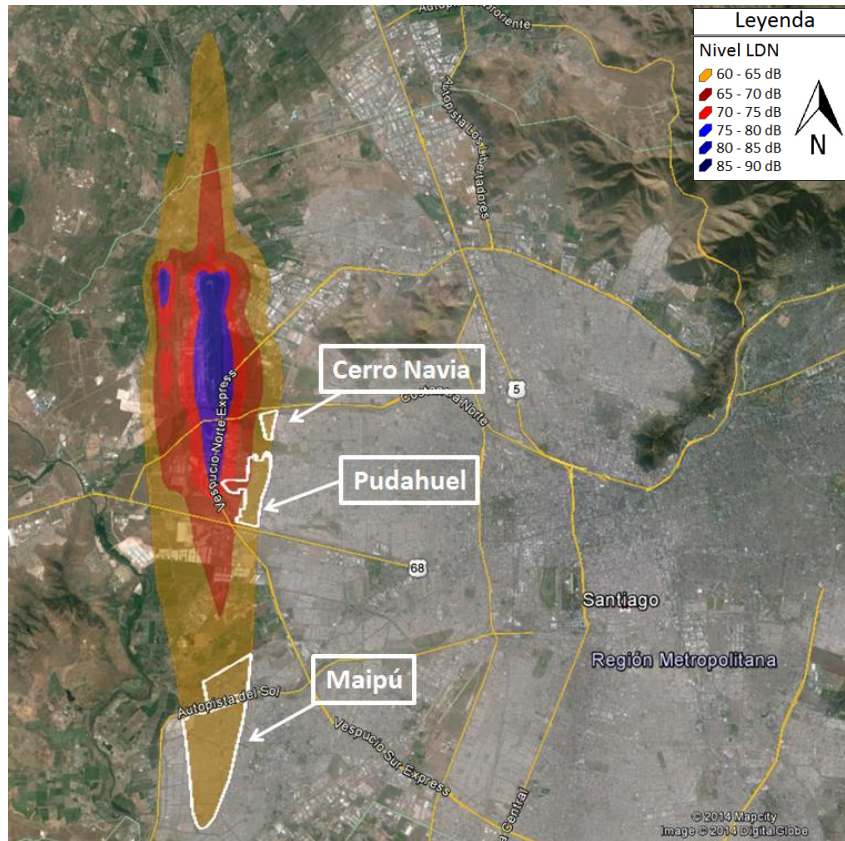 Leyenda
Nivel LDN
60 - 65 dB
65 - 70 dB
70 - 75 dB
75 - 80 dB
80 - 85 dB
85 - 90 dB
N
Autopista Los Libertadores
Cerro Navia
5
Costanera Norte
Vespucio Norte Express
Pudahuel
68
Santiago
Región Metropolitana
Maipú
Autopista del Sol
Vespucio Sur Express
Central
© 2014 Mapcity
Image © 2014 DigitalGlobe